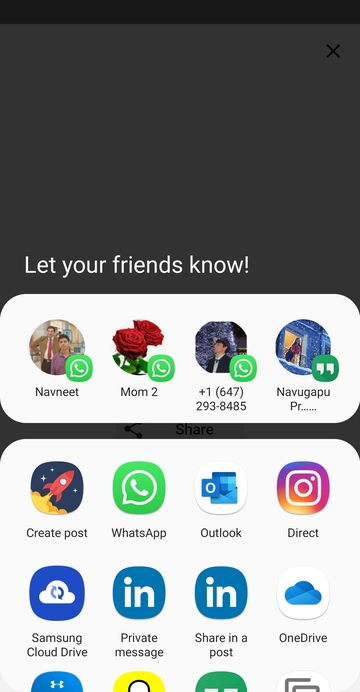 Let your friends know!
Navneet
Mom 2
+1 (647)
293-8485
Navugapu
Pr......
Share
Create post
WhatsApp
Outlook
Direct
Samsung
Cloud Drive
Private
message
Share in a
post
OneDrive